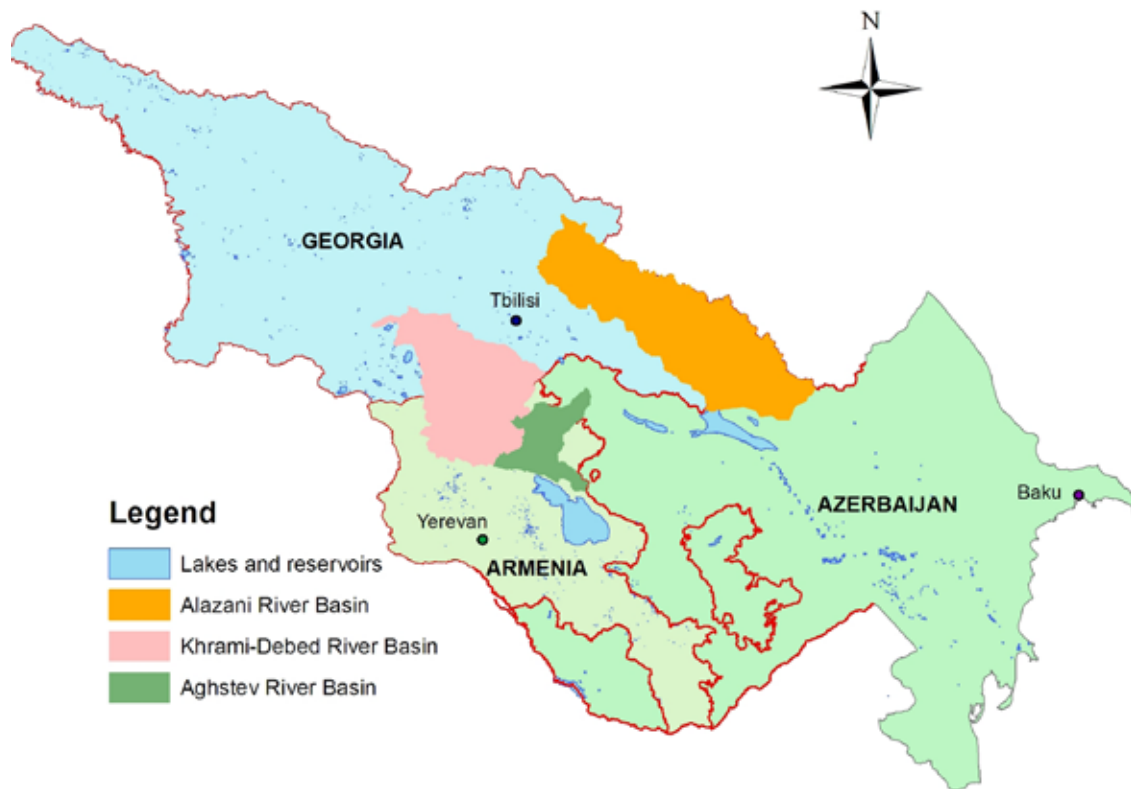 N
GEORGIA
Tbilisi
AZERBAIJAN
Baku
Yerevan
ARMENIA
Legend
Lakes and reservoirs
Alazani River Basin
Khrami-Debed River Basin
Aghstev River Basin